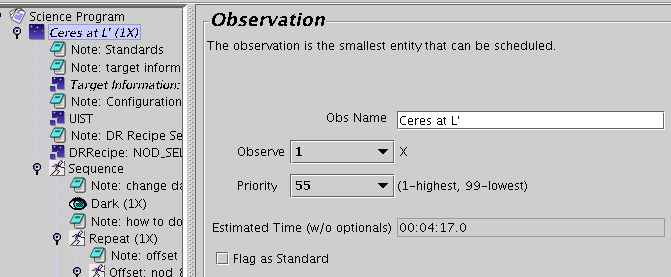 Science Program
Ceres at L' (1X)
Note: Standards
Note: target inform
Target Information:
Note: Configuration
UIST
Note: DR Recipe Se
DRRecipe: NOD_SEL
Sequence
Note: change da
Dark (1X)
Note: how to do
Repeat (1X)
Note: offset
Offset: nod_8
Observation
The observation is the smallest entity that can be scheduled.
Obs Name Ceres at L'
Observe 1 X
Priority 55 (1-highest, 99-lowest)
Estimated Time (w/o optionals) 00:04:17.0
Flag as Standard